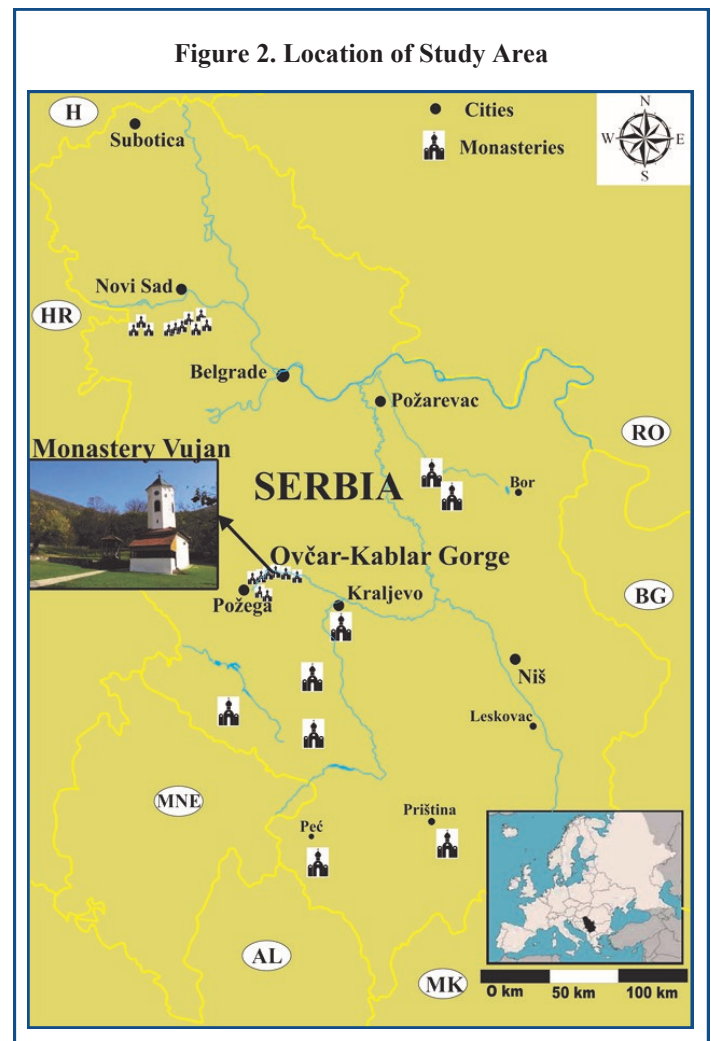 Figure 2. Location of Study Area
H
Cities
Monasteries
N
W
E
S
Subotica
Novi Sad
HR
Belgrade
Požarevac
RO
Monastery Vujan
SERBIA
Bor
Ovčar-Kablar Gorge
Požega
Kraljevo
BG
Niš
Leskovac
MNE
Priština
Peć
AL
MK
0 km 50 km 100 km